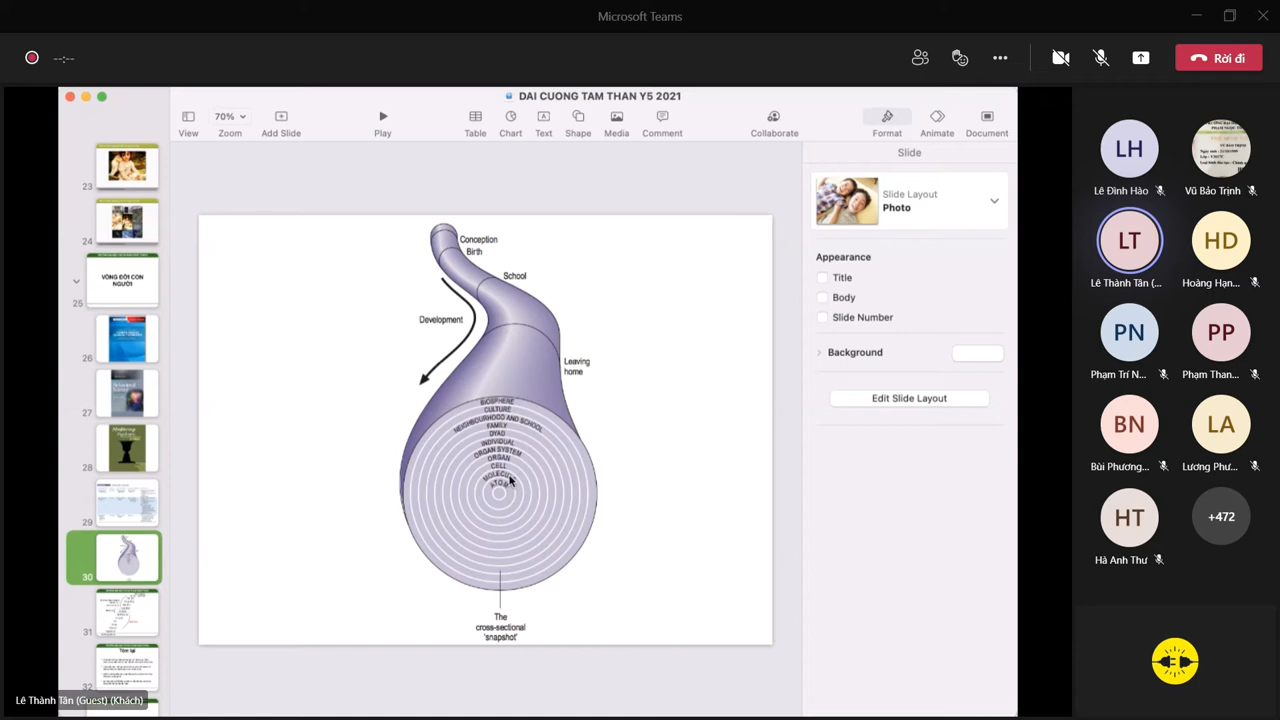 Microsoft Teams
--:--
Rời đi
DAI CUONG TAM THAN Y5 2021
70%
View
Zoom
Add Slide
Play
Table
Chart
Text
Shape
Media
Comment
Collaborate
Format
Animate
Document
23
24
VÒNG ĐỜI CON
NGƯỜI
25
26
27
28
29
30
31
Tóm lại
32
Conception
Birth
School
Development
Leaving
home
BIOSPHERE
CULTURE
NEIGHBOURHOOD AND SCHOOL
FAMILY
DYAD
INDIVIDUAL
ORGAN SYSTEM
ORGAN
CELL
The
cross-sectional
'snapshot'
Slide
Slide Layout
Photo
Appearance
Title
Body
Slide Number
Background
Edit Slide Layout
LH
Lê Đình Hào
Vũ Bảo Trịnh
LT
Lê Thành Tân (...
HD
Hoàng Hạn...
PN
Phạm Trí N...
PP
Phạm Than...
BN
Bùi Phương...
LA
Lương Phư...
HT
Hà Anh Thư
+472
Lê Thành Tân (Guest) (Khách)